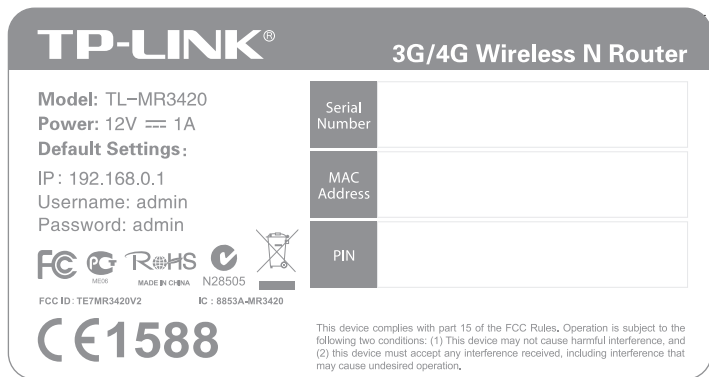 TP-LINK®
3G/4G Wireless N Router
Model: TL-MR3420
Power: 12V ⎓ 1A
Default Settings:
IP: 192.168.0.1
Username: admin
Password: admin
Serial
Number
MAC
Address
PIN
FC PG RoHS
ME06
MADE IN CHINA
N28505
FCC ID: TE7MR3420V2
IC: 8853A-MR3420
CE1588
This device complies with part 15 of the FCC Rules. Operation is subject to the
following two conditions: (1) This device may not cause harmful interference, and
(2) this device must accept any interference received, including interference that
may cause undesired operation.